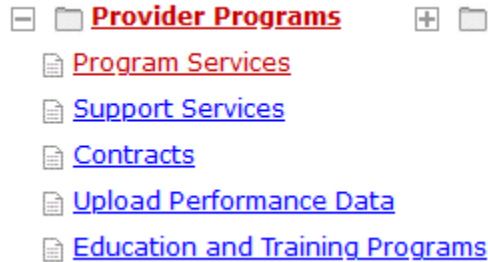 Provider Programs
Program Services
Support Services
Contracts
Upload Performance Data
Education and Training Programs